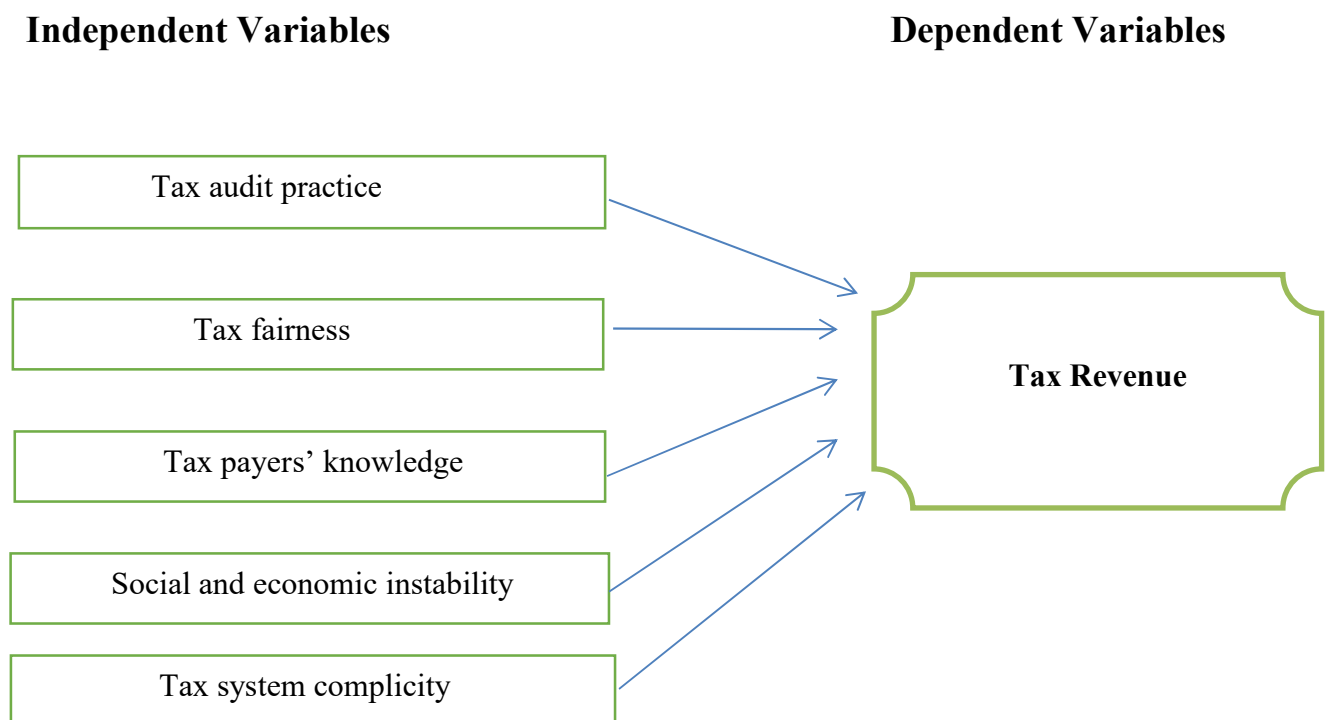 Independent Variables
Dependent Variables
Tax audit practice
Tax fairness
Tax payers’ knowledge
Social and economic instability
Tax system complicity
Tax Revenue